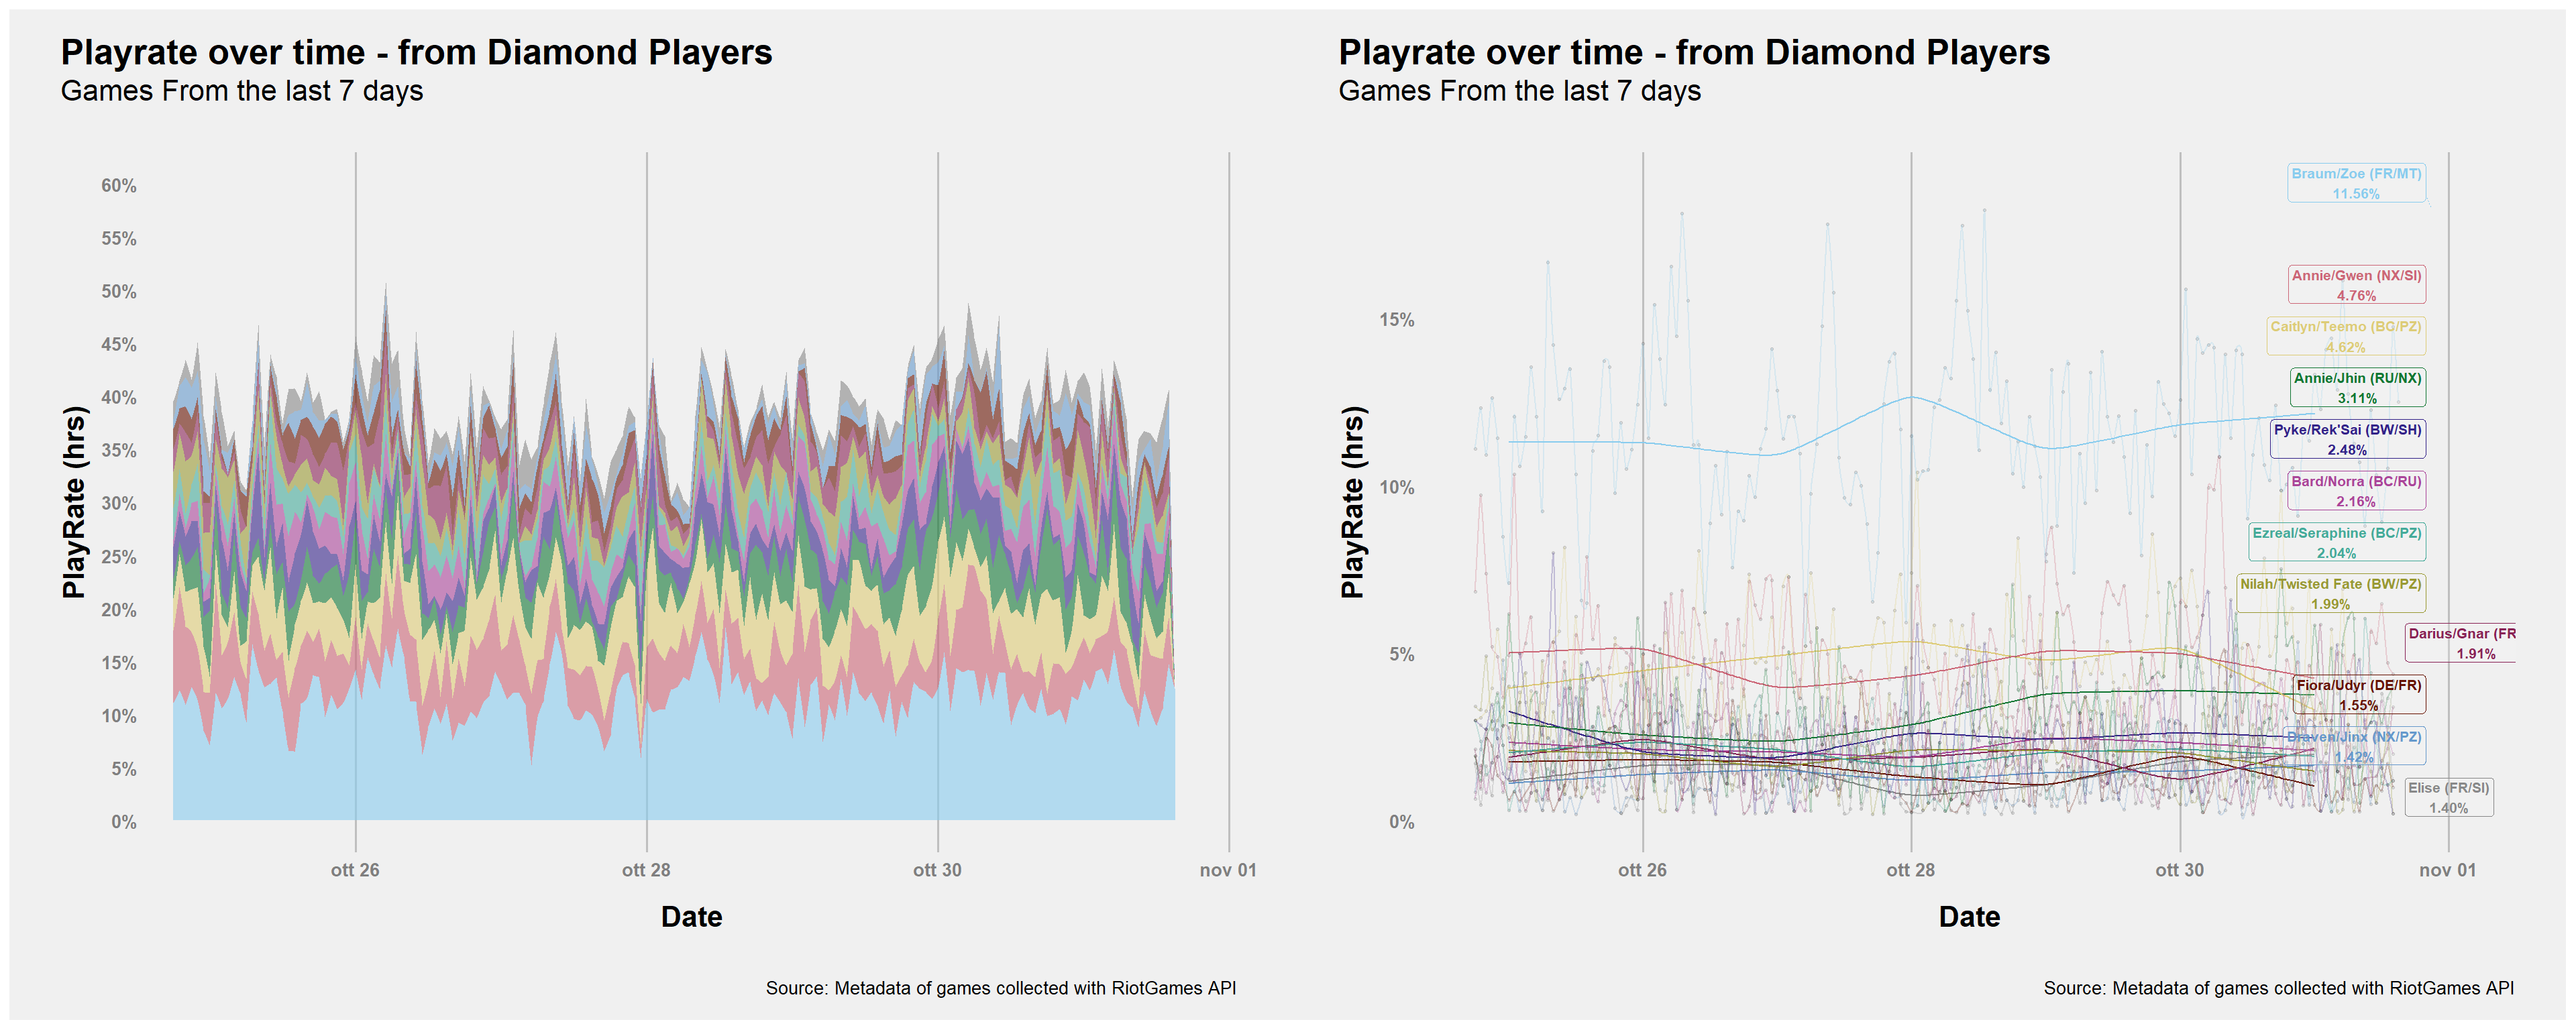 Playrate over time - from Diamond Players
Games From the last 7 days
60%
55%
50%
45%
40%
35%
30%
25%
20%
15%
10%
5%
0%
PlayRate (hrs)
ott 26
ott 28
ott 30
nov 01
Date
Source: Metadata of games collected with RiotGames API
Playrate over time - from Diamond Players
Games From the last 7 days
15%
10%
5%
0%
PlayRate (hrs)
Braum/Zoe (FR/MT)
11.56%
Annie/Gwen (NX/SI)
4.76%
Caitlyn/Teemo (BG/PZ)
4.62%
Annie/Jhin (RU/NX)
3.11%
Pyke/Rek'Sai (BW/SH)
2.48%
Bard/Norra (BC/RU)
2.16%
Ezreal/Seraphine (BC/PZ)
2.04%
Nilah/Twisted Fate (BW/PZ)
1.99%
Darius/Gnar (FR
1.91%
Fiora/Udyr (DE/FR)
1.55%
Draven/Jinx (NX/PZ)
1.42%
Elise (FR/SI)
1.40%
ott 26
ott 28
ott 30
nov 01
Date
Source: Metadata of games collected with RiotGames API